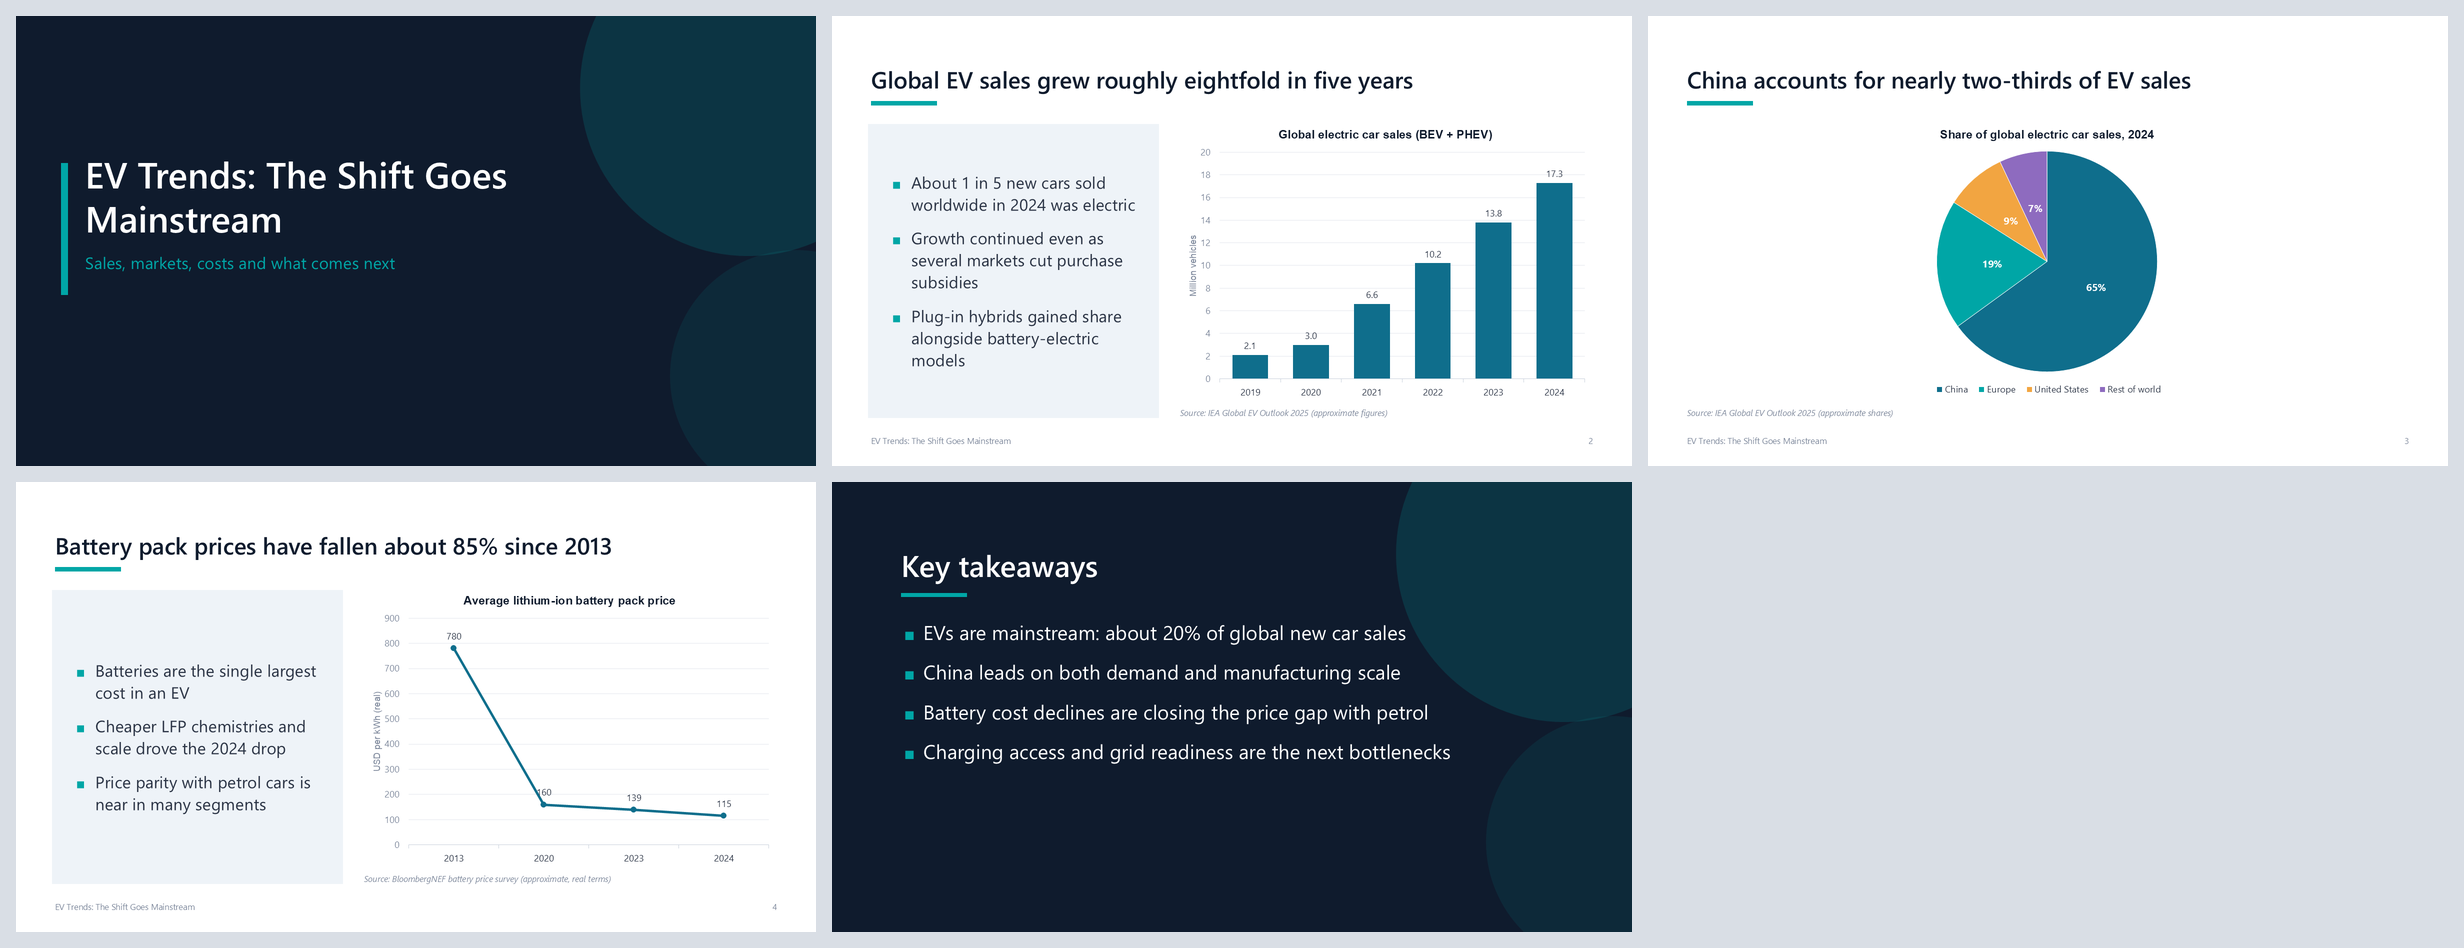 EV Trends: The Shift Goes
Mainstream
Sales, markets, costs and what comes next
Global EV sales grew roughly eightfold in five years
About 1 in 5 new cars sold
worldwide in 2024 was electric
Growth continued even as
several markets cut purchase
subsidies
Plug-in hybrids gained share
alongside battery-electric
models
Global electric car sales (BEV + PHEV)
Million vehicles
20
18
16
14
12
10
8
6
4
2
0
2.1
3.0
6.6
10.2
13.8
17.3
2019
2020
2021
2022
2023
2024
Source: IEA Global EV Outlook 2025 (approximate figures)
EV Trends: The Shift Goes Mainstream
2
China accounts for nearly two-thirds of EV sales
Share of global electric car sales, 2024
7%
9%
19%
65%
China
Europe
United States
Rest of world
Source: IEA Global EV Outlook 2025 (approximate shares)
EV Trends: The Shift Goes Mainstream
3
Battery pack prices have fallen about 85% since 2013
Batteries are the single largest
cost in an EV
Cheaper LFP chemistries and
scale drove the 2024 drop
Price parity with petrol cars is
near in many segments
Average lithium-ion battery pack price
USD per kWh (real)
900
800
700
600
500
400
300
200
100
0
780
160
139
115
2013
2020
2023
2024
Source: BloombergNEF battery price survey (approximate, real terms)
EV Trends: The Shift Goes Mainstream
4
Key takeaways
EVs are mainstream: about 20% of global new car sales
China leads on both demand and manufacturing scale
Battery cost declines are closing the price gap with petrol
Charging access and grid readiness are the next bottlenecks